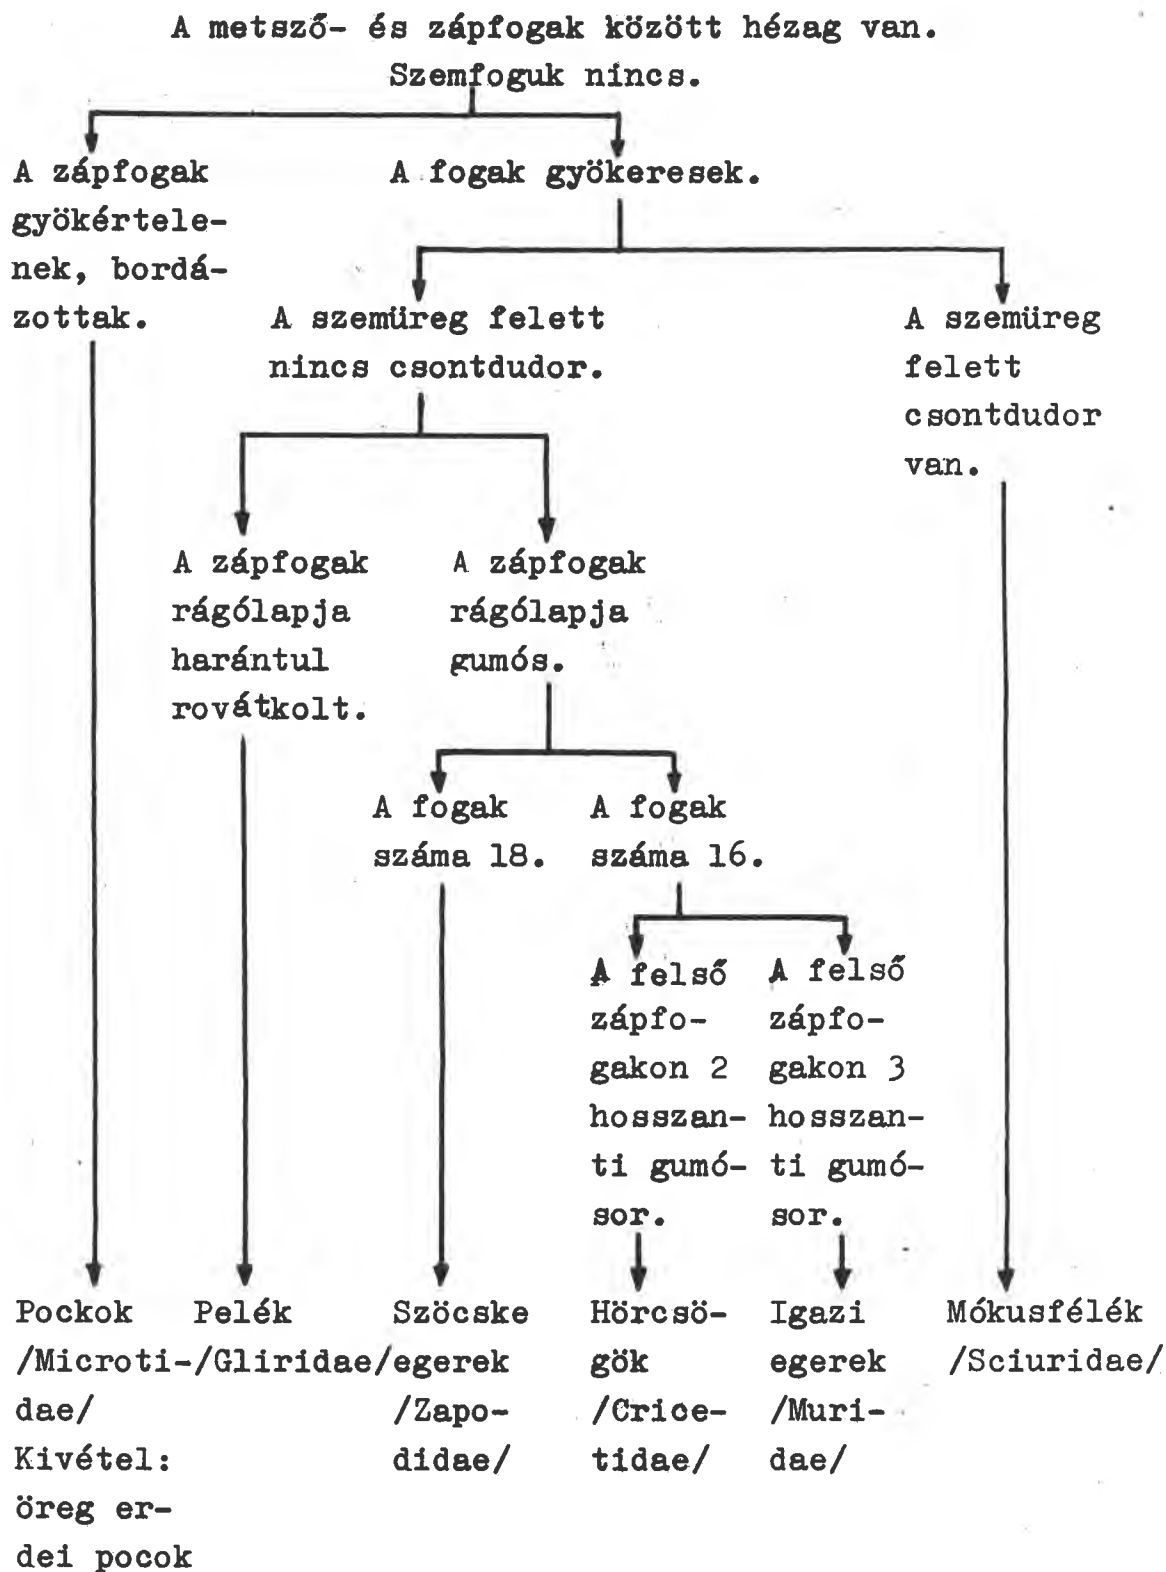 A metsző- és zápfogak között hézag van.
Szemfoguk nincs.
A zápfogak
gyökértele-
nek, bordá-
zottak.
A fogak gyökeresek.
A szemüreg felett
nincs csontdudor.
A szemüreg
felett
csontdudor
van.
A zápfogak
rágólapja
harántul
rovátkolt.
A zápfogak
rágólapja
gumós.
A fogak
száma 18.
A fogak
száma 16.
A felső
zápfo-
gakon 2
hosszan-
ti gumó-
sor.
A felső
zápfo-
gakon 3
hosszan-
ti gumó-
sor.
Pockok
/Microti-
dae/
Kivétel:
öreg er-
dei pocok
Pelék
/Gliridae/
Szöcske
egerek
/Zapo-
didae/
Hörcsö-
gök
/Crice-
tidae/
Igazi
egerek
/Muri-
dae/
Mókusfélék
/Sciuridae/